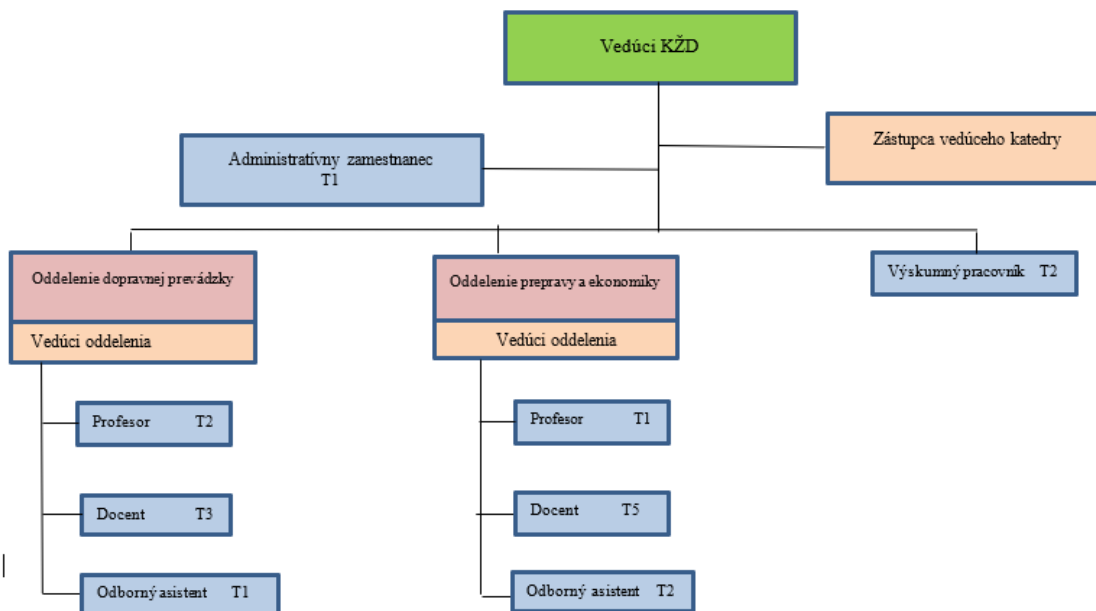 Vedúci KŽD
Zástupca vedúceho katedry
Administratívny zamestnanec
T1
Oddelenie dopravnej prevádzky
Vedúci oddelenia
Profesor T2
Docent T3
Odborný asistent T1
Oddelenie prepravy a ekonomiky
Vedúci oddelenia
Profesor T1
Docent T5
Odborný asistent T2
Výskumný pracovník T2